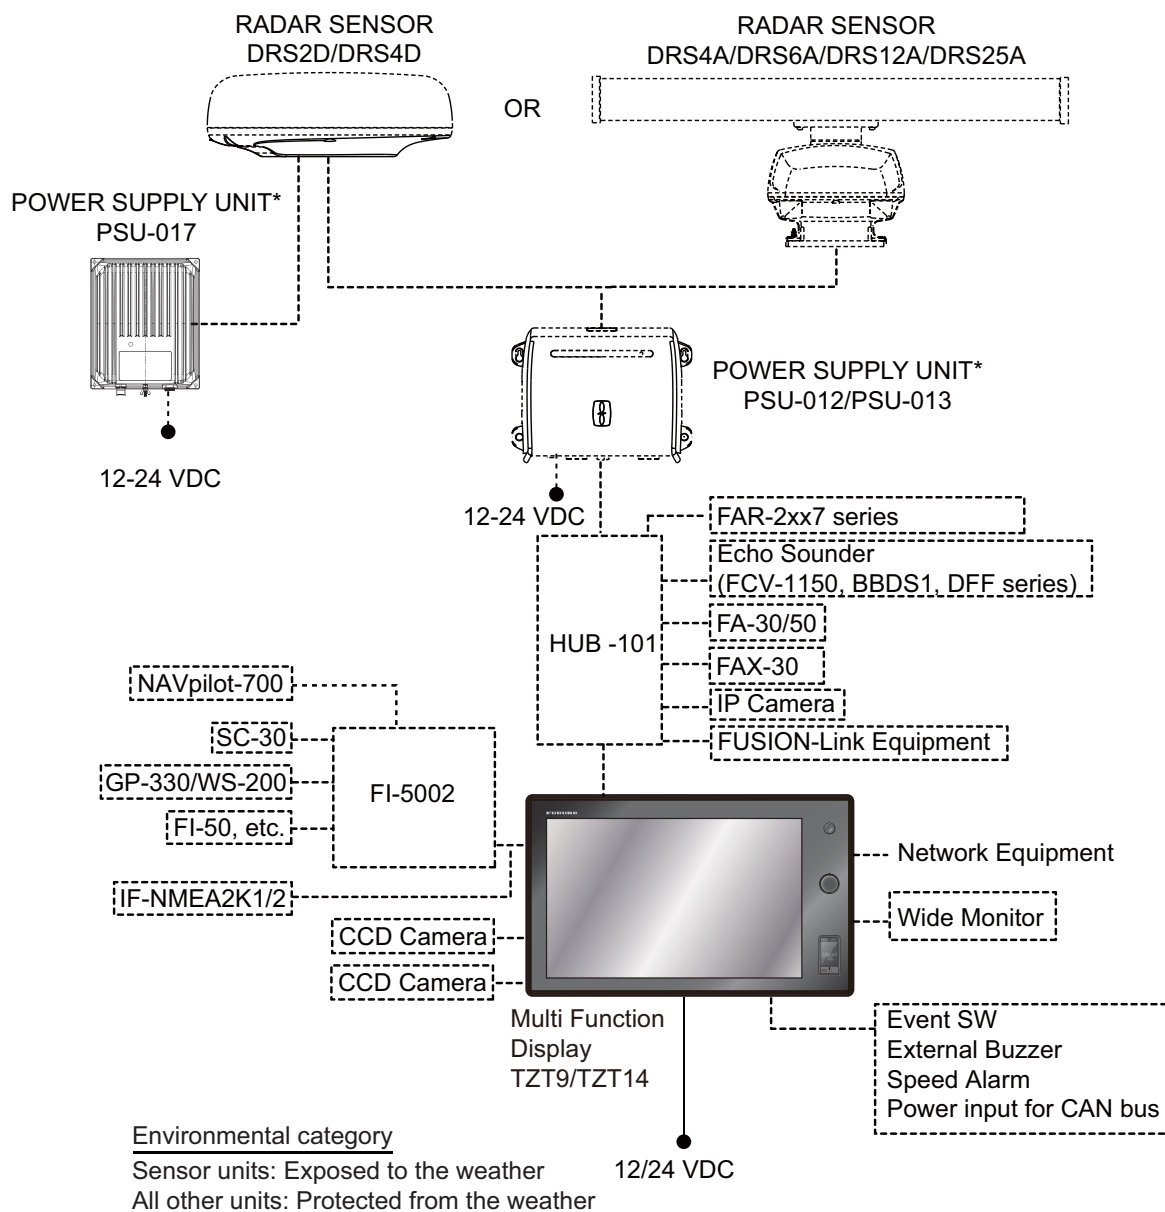 RADAR SENSOR
DRS2D/DRS4D
RADAR SENSOR
DRS4A/DRS6A/DRS12A/DRS25A
OR
POWER SUPPLY UNIT*
PSU-017
POWER SUPPLY UNIT*
PSU-012/PSU-013
12-24 VDC
12-24 VDC
FAR-2xx7 series
Echo Sounder
(FCV-1150, BBDS1, DFF series)
HUB -101
FA-30/50
FAX-30
IP Camera
FUSION-Link Equipment
NAVpilot-700
SC-30
GP-330/WS-200
FI-50, etc.
FI-5002
IF-NMEA2K1/2
CCD Camera
CCD Camera
FURUNO
Network Equipment
Wide Monitor
Multi Function
Display
TZT9/TZT14
Event SW
External Buzzer
Speed Alarm
Power input for CAN bus
12/24 VDC
Environmental category
Sensor units: Exposed to the weather
All other units: Protected from the weather